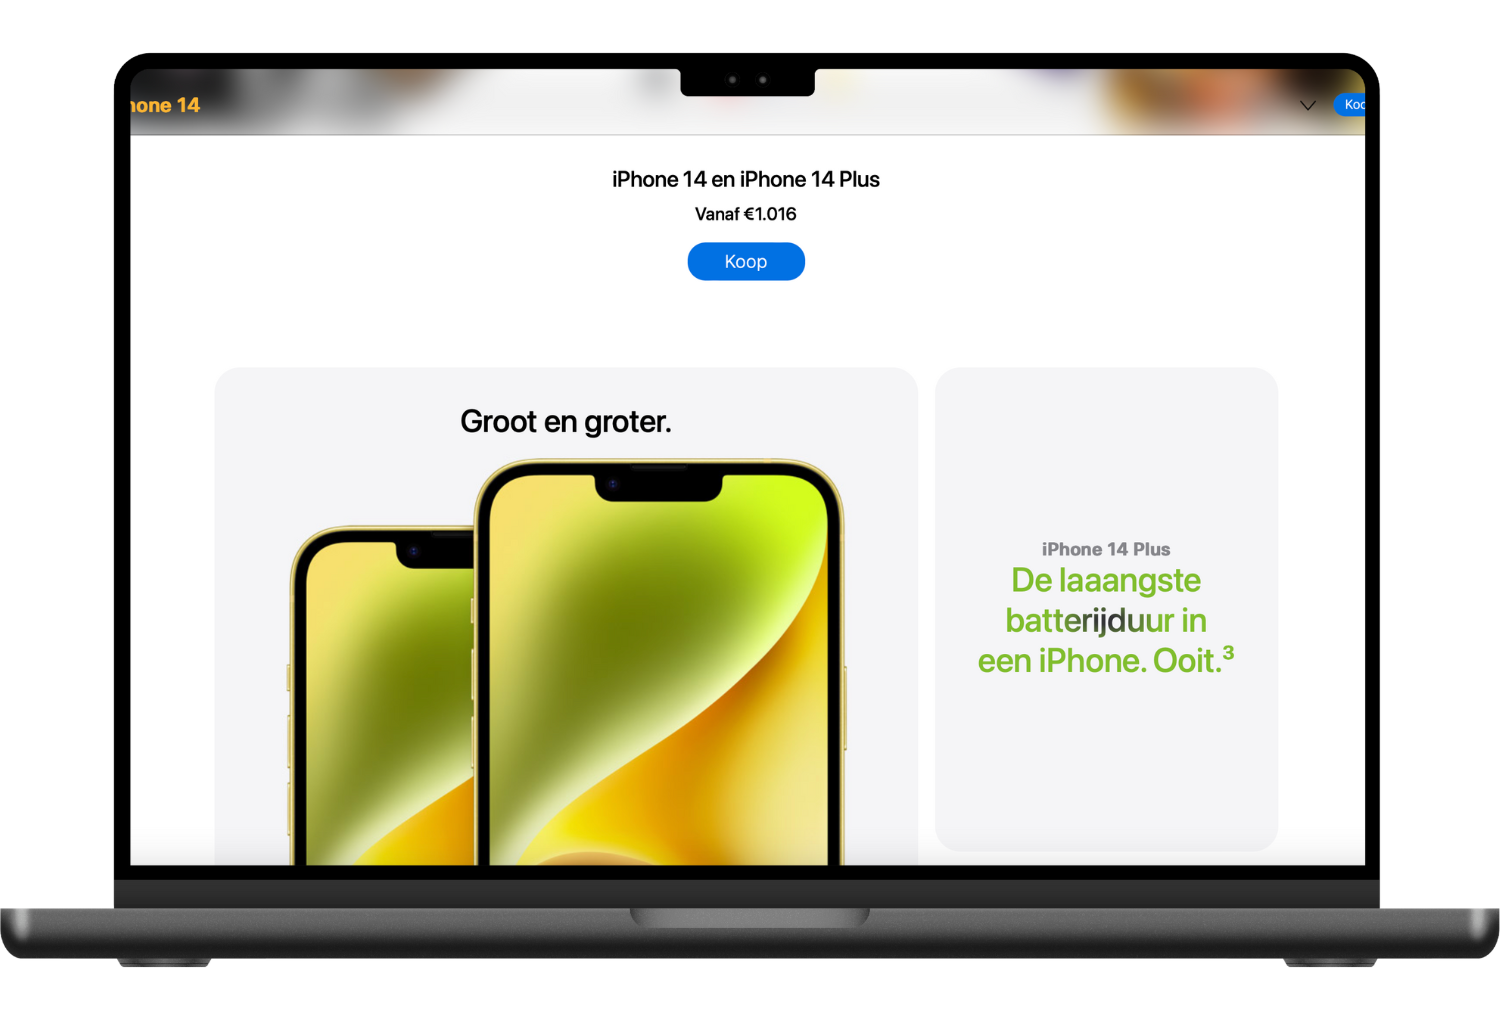 hone 14
Koo
iPhone 14 en iPhone 14 Plus
Vanaf €1.016
Koop
Groot en groter.
iPhone 14 Plus
De laaangste
batterijduur in
een iPhone. Ooit.³